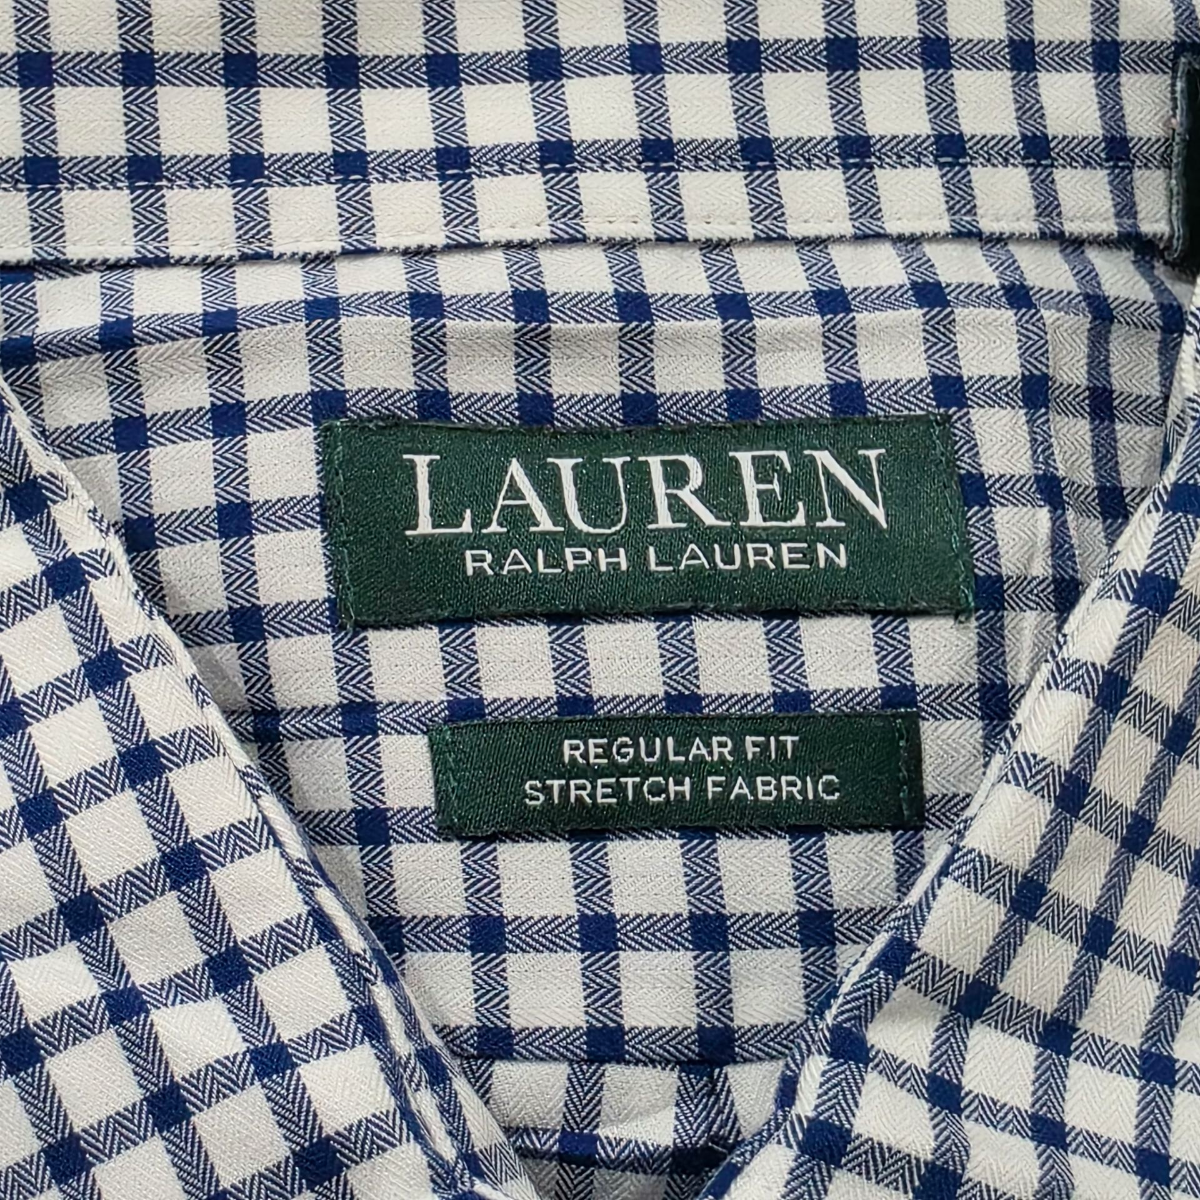 LAUREN
RALPH LAUREN
REGULAR FIT
STRETCH FABRIC